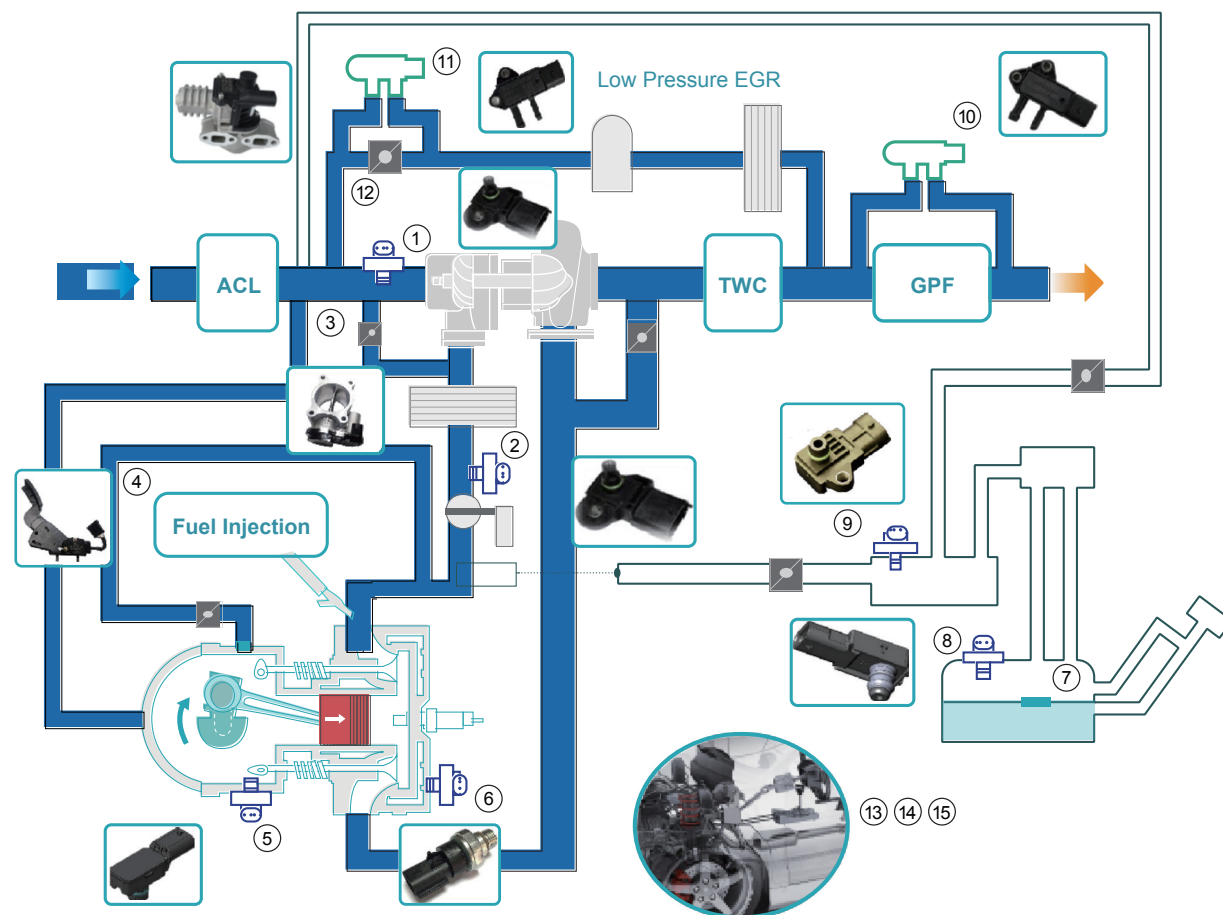 ⑪
Low Pressure EGR
⑩
⑫
①
ACL
TWC
GPF
③
②
④
Fuel Injection
⑨
⑧
⑦
⑥
⑤
⑬ ⑭ ⑮